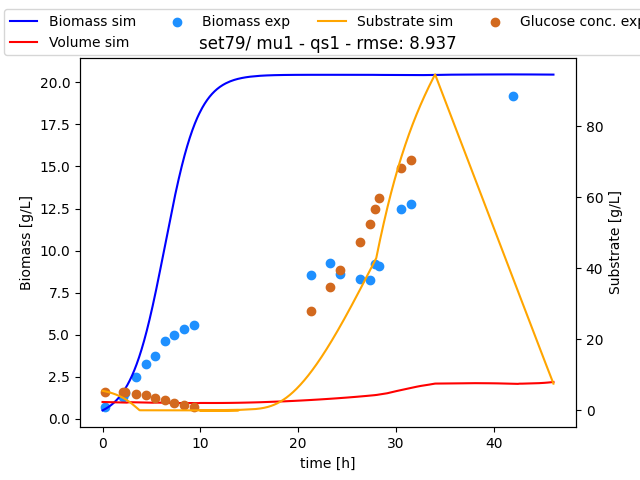 Biomass sim Biomass exp Substrate sim Glucose conc. exp
Volume sim
set79/ mu1 - qs1 - rmse: 8.937
20.0
17.5
15.0
12.5
10.0
7.5
5.0
2.5
0.0
Biomass [g/L]
80
60
40
20
0
Substrate [g/L]
0 10 20 30 40
time [h]